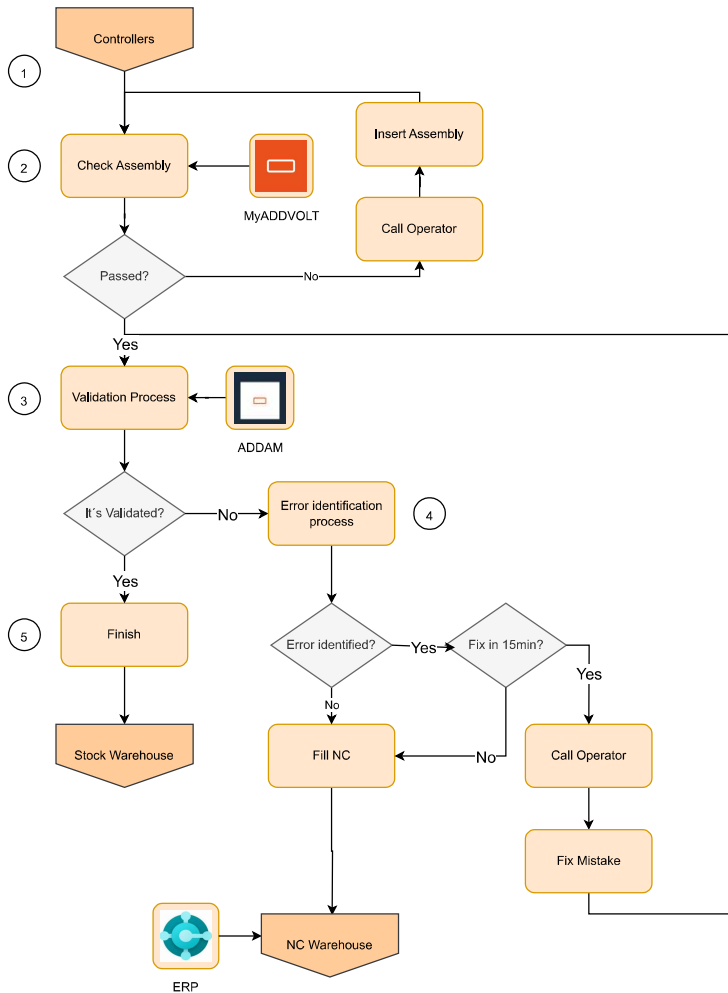 Controllers
1
Insert Assembly
2
Check Assembly
MyADDVOLT
Call Operator
Passed?
No
Yes
3
Validation Process
ADDAM
It´s Validated?
No
Error identification
process
4
Yes
5
Finish
Error identified?
Yes
Fix in 15min?
Yes
No
Stock Warehouse
Fill NC
No
Call Operator
Fix Mistake
NC Warehouse
ERP